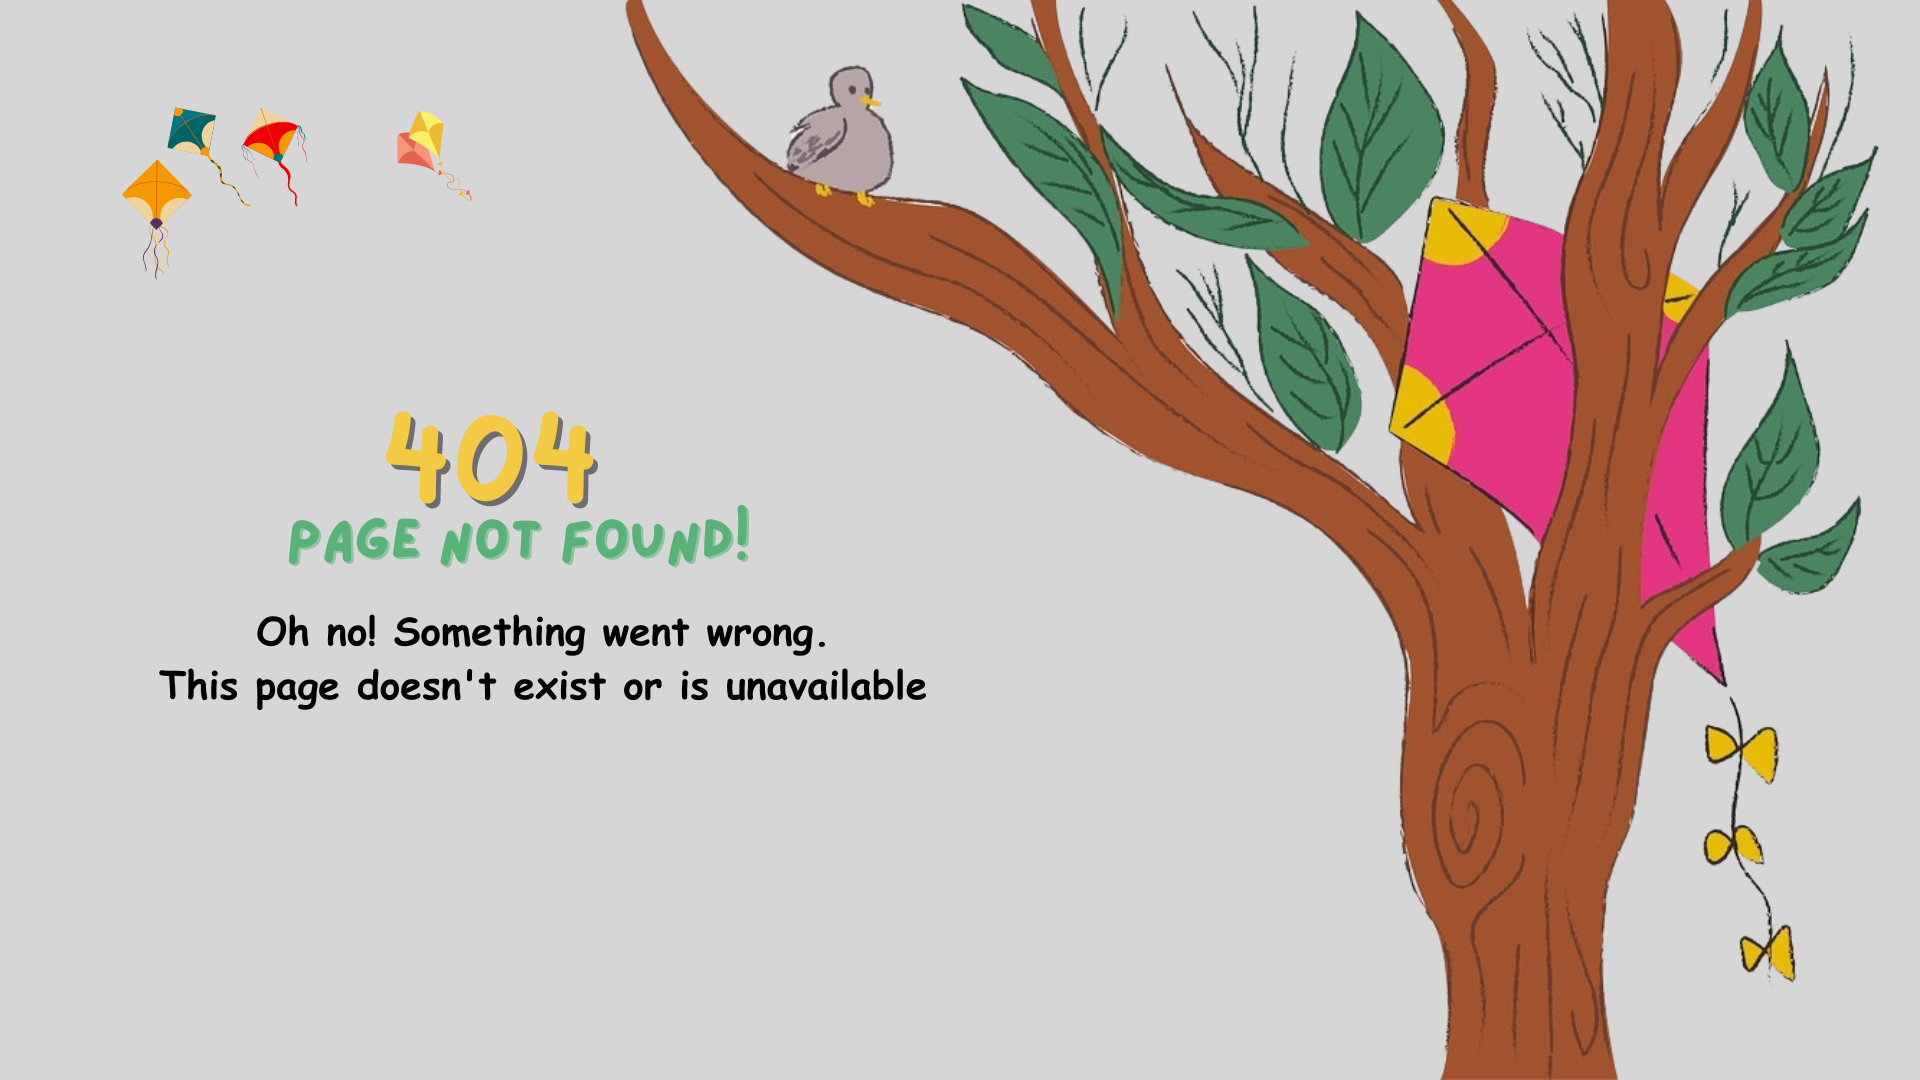 404
PAGE NOT FOUND!
Oh no! Something went wrong.
This page doesn't exist or is unavailable